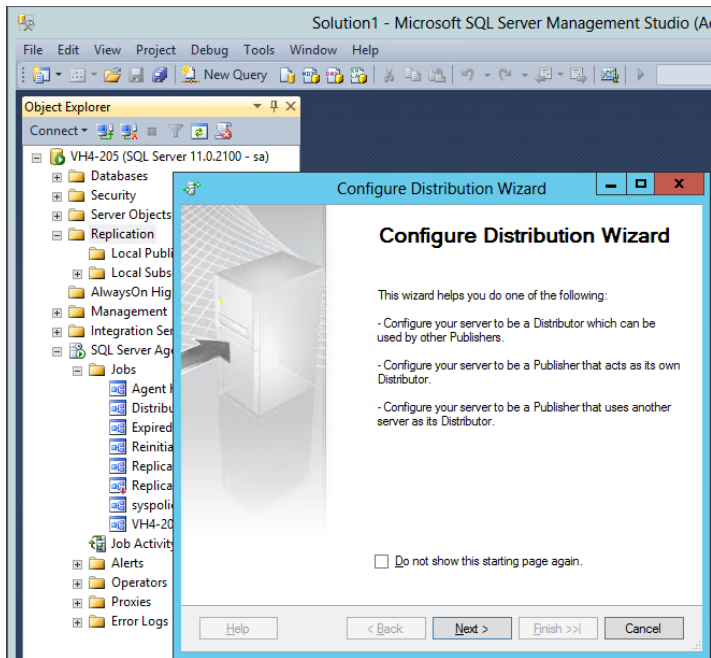 Solution1 - Microsoft SQL Server Management Studio (A
File Edit View Project Debug Tools Window Help
New Query
Object Explorer
Connect
VH4-205 (SQL Server 11.0.2100 - sa)
Databases
Security
Server Objects
Replication
Local Publi
Local Subs
AlwaysOn Hig
Management
Integration Ser
SQL Server Age
Jobs
Agent h
Distribu
Expired
Reinitia
Replica
Replica
syspoli
VH4-20
Job Activity
Alerts
Operators
Proxies
Error Logs
Configure Distribution Wizard
Configure Distribution Wizard
This wizard helps you do one of the following:
- Configure your server to be a Distributor which can be
used by other Publishers.
- Configure your server to be a Publisher that acts as its own
Distributor.
- Configure your server to be a Publisher that uses another
server as its Distributor.
Do not show this starting page again.
Help
< Back
Next >
Finish >>|
Cancel